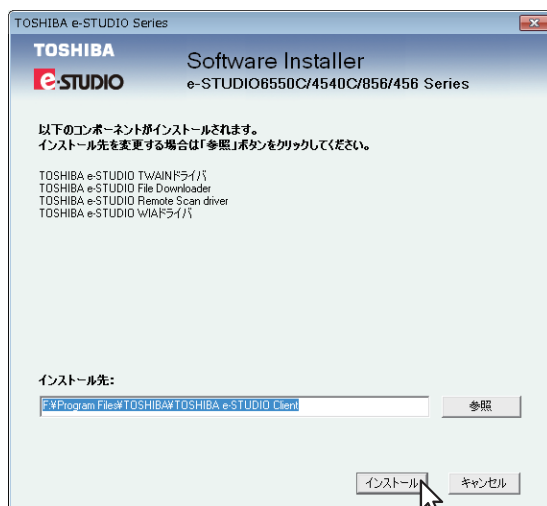 TOSHIBA e-STUDIO Series
TOSHIBA
e-STUDIO
Software Installer
e-STUDIO6550C/4540C/856/456 Series
以下のコンポーネントがインストールされます。
インストール先を変更する場合は「参照」ボタンをクリックしてください。
TOSHIBA e-STUDIO TWAINドライバ
TOSHIBA e-STUDIO File Downloader
TOSHIBA e-STUDIO Remote Scan driver
TOSHIBA e-STUDIO WIAドライバ
インストール先:
F:¥Program Files¥TOSHIBA¥TOSHIBA e-STUDIO Client
参照
インストール
キャンセル